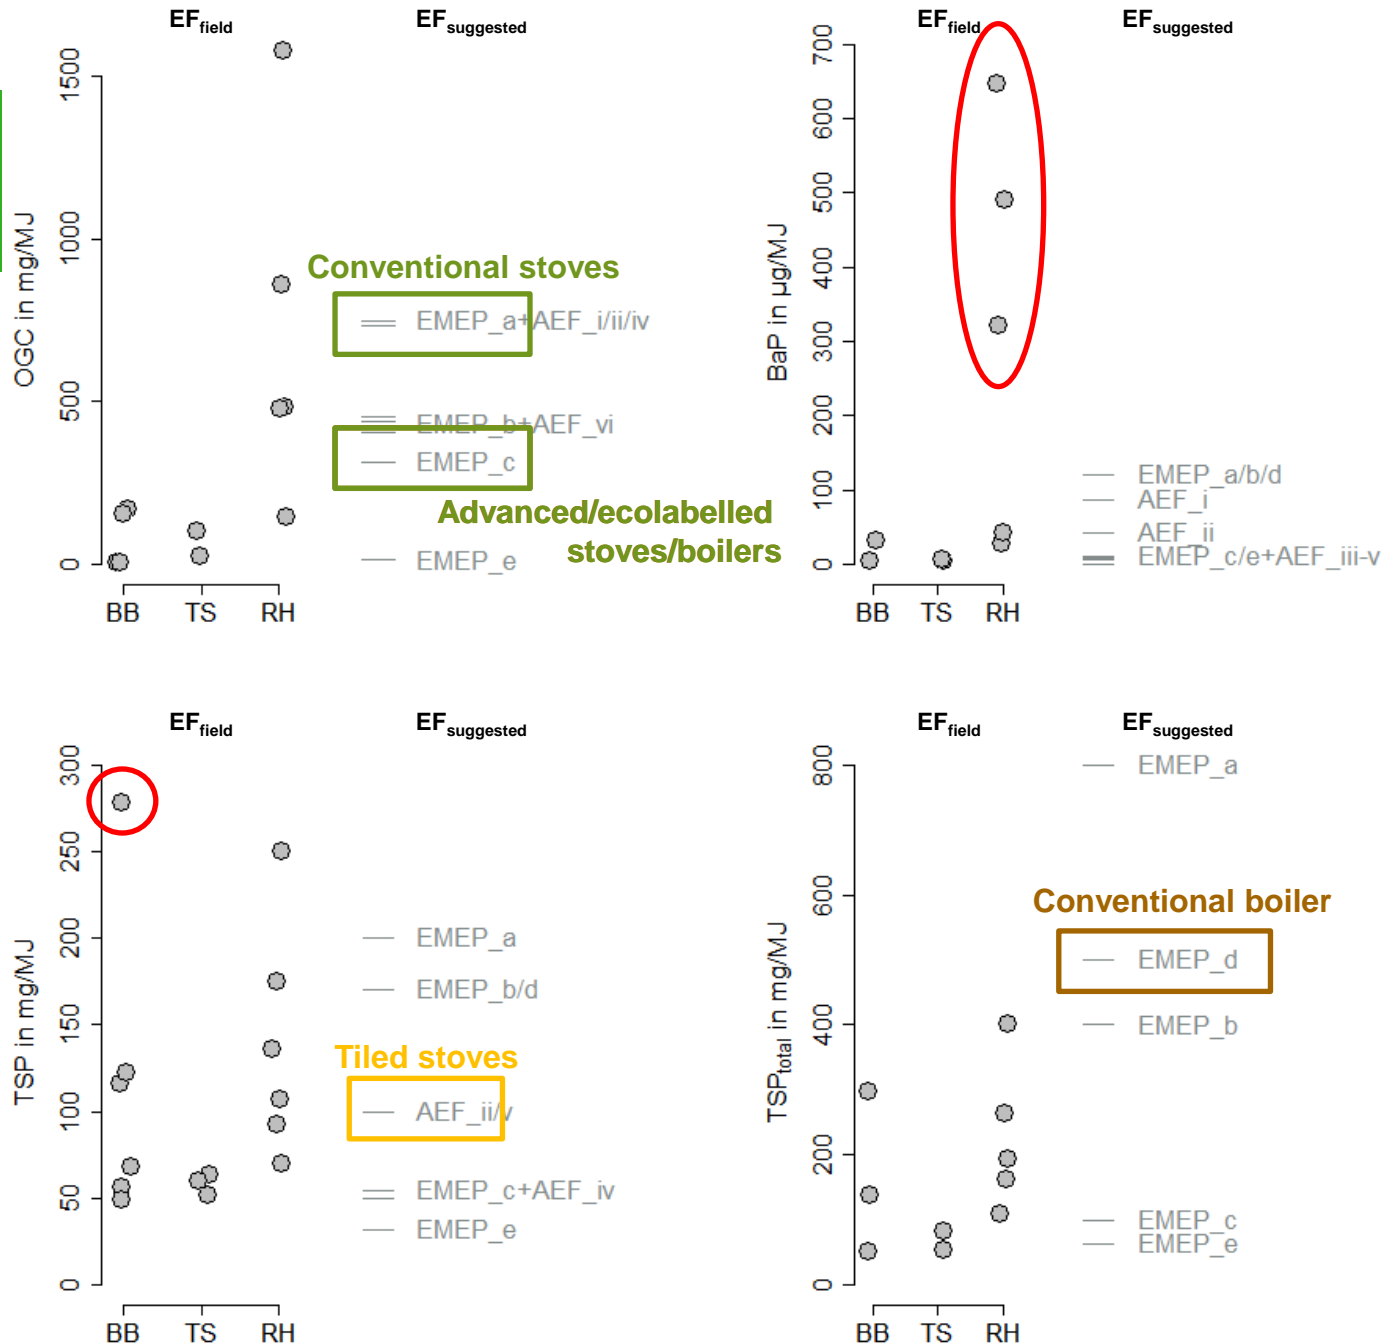 EFfield EFsuggested
OGC in mg/MJ
1500
1000
500
0
Conventional stoves
EMEP_a+AEF_i/ii/iv
EMEP_b+AEF_vi
EMEP_c
Advanced/ecolabelled
stoves/boilers
EMEP_e
BB TS RH
EFfield EFsuggested
BaP in µg/MJ
700
600
500
400
300
200
100
0
EMEP_a/b/d
AEF_i
AEF_ii
EMEP_c/e+AEF_iii-v
BB TS RH
EFfield EFsuggested
TSP in mg/MJ
300
250
200
150
100
50
0
EMEP_a
EMEP_b/d
Tiled stoves
AEF_ii/v
EMEP_c+AEF_iv
EMEP_e
BB TS RH
EFfield EFsuggested
TSPtotal in mg/MJ
800
600
400
200
0
EMEP_a
Conventional boiler
EMEP_d
EMEP_b
EMEP_c
EMEP_e
BB TS RH